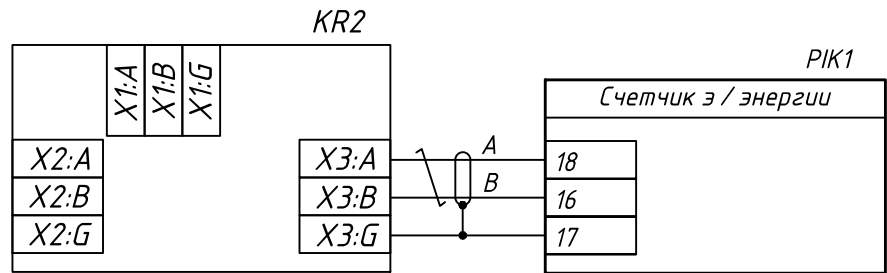 KR2
PIK1
X1:A
X1:B
X1:G
Счетчик э / энергии
X2:A
X3:A
A
18
X2:B
X3:B
B
16
X2:G
X3:G
17